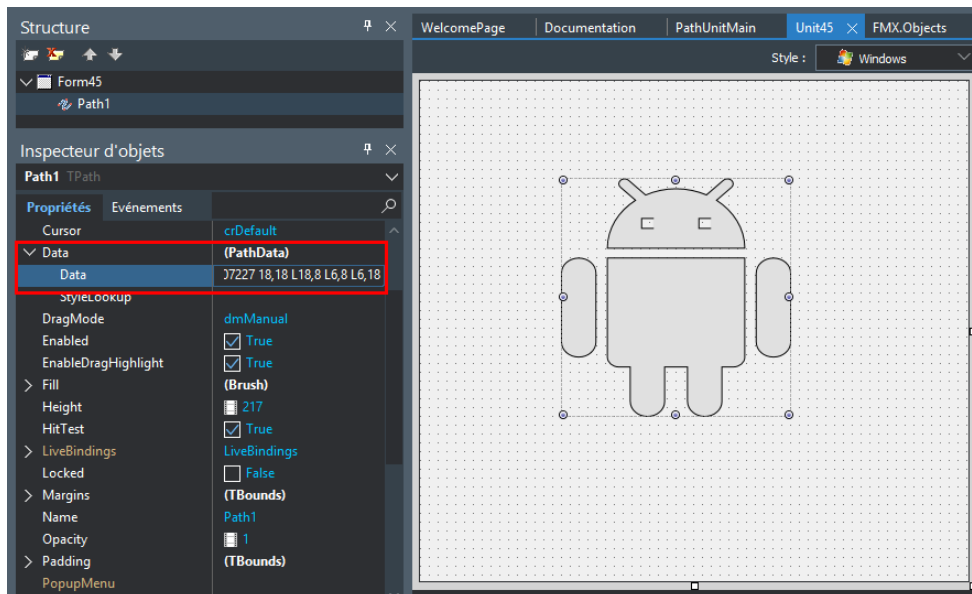 Structure
WelcomePage
Documentation
PathUnitMain
Unit45
FMX.Objects
Style :
Windows
Form45
Path1
Inspecteur d'objets
Path1 TPath
Propriétés
Evénements
Cursor crDefault
Data (PathData)
Data 07227 18,18 L18,8 L6,8 L6,18
StyleLookup
DragMode dmManual
Enabled True
EnableDragHighlight True
Fill (Brush)
Height 217
HitTest True
LiveBindings LiveBindings
Locked False
Margins (TBounds)
Name Path1
Opacity 1
Padding (TBounds)
PopupMenu